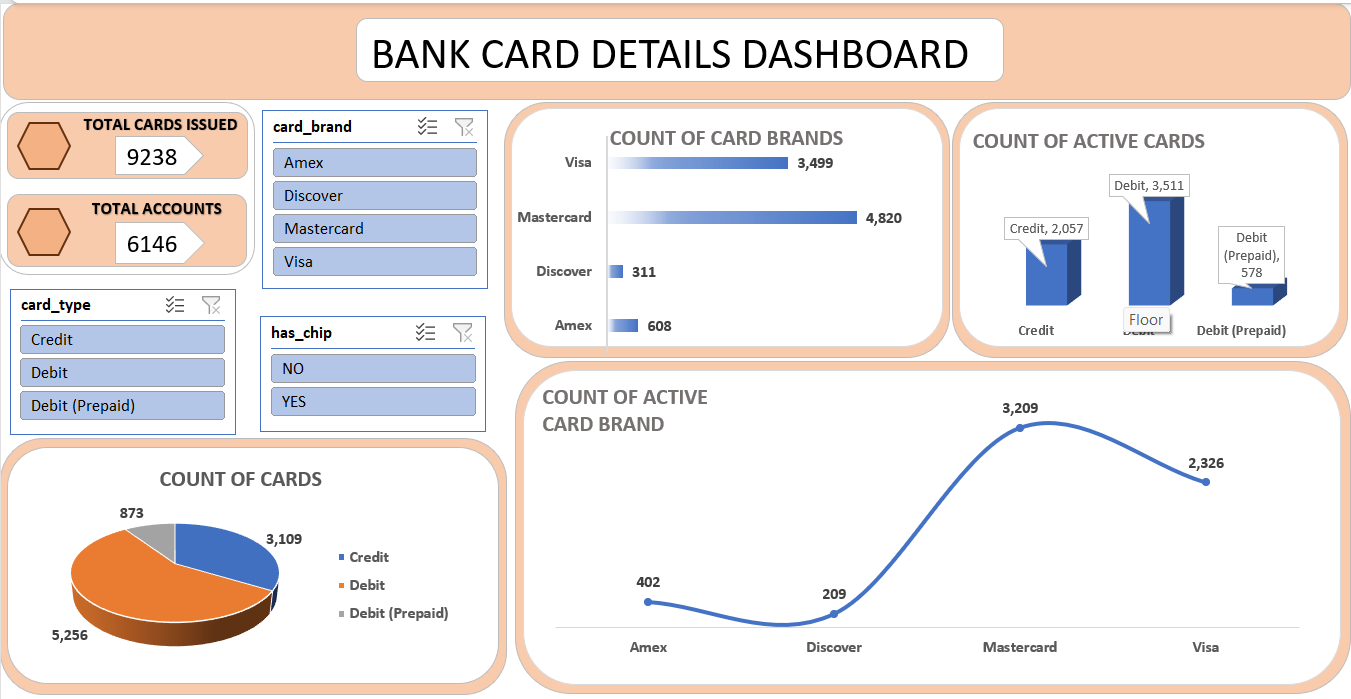 BANK CARD DETAILS DASHBOARD
TOTAL CARDS ISSUED
9238
TOTAL ACCOUNTS
6146
card_brand
Amex
Discover
Mastercard
Visa
card_type
Credit
Debit
Debit (Prepaid)
has_chip
NO
YES
COUNT OF CARD BRANDS
Visa
3,499
Mastercard
4,820
Discover
311
Amex
608
COUNT OF ACTIVE CARDS
Credit, 2,057
Debit, 3,511
Debit
(Prepaid),
578
Credit
Floor
Debit (Prepaid)
COUNT OF CARDS
873
3,109
5,256
Credit
Debit
Debit (Prepaid)
COUNT OF ACTIVE
CARD BRAND
402
209
3,209
2,326
Amex
Discover
Mastercard
Visa